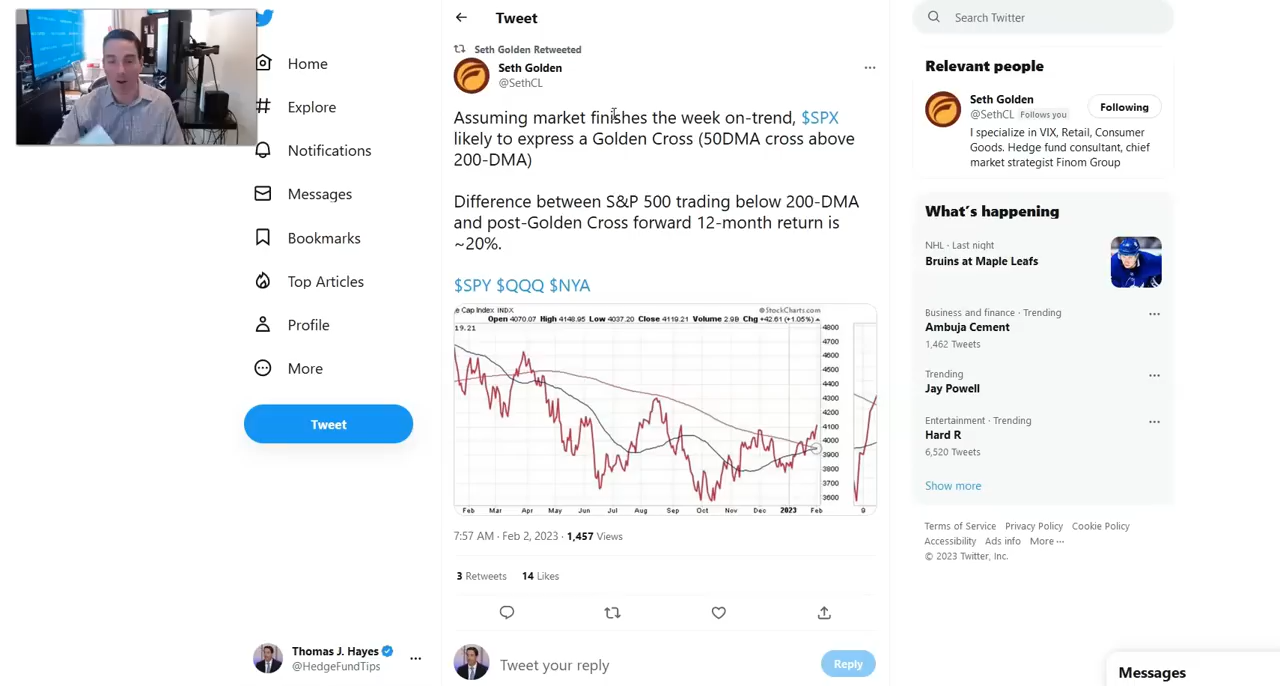 Home
Explore
Notifications
Messages
Bookmarks
Top Articles
Profile
More
Tweet
Thomas J. Hayes
@HedgeFundTips
Tweet
Seth Golden Retweeted
Seth Golden
@SethCL
Assuming market finishes the week on-trend, $SPX
likely to express a Golden Cross (50DMA cross above
200-DMA)
Difference between S&P 500 trading below 200-DMA
and post-Golden Cross forward 12-month return is
~20%.
$SPY $QQQ $NYA
e Cap Index INDX
© StockCharts.com
Open 4070.07 High 4148.95 Low 4037.20 Close 4119.21 Volume 2.9B Chg +42.61 (+1.05%)
19.21
4800
4700
4600
4500
4400
4300
4200
4100
4000
3900
3800
3700
3600
Feb Mar Apr May Jun Jul Aug Sep Oct Nov Dec 2023 Feb
9
7:57 AM · Feb 2, 2023 · 1,457 Views
3 Retweets 14 Likes
Tweet your reply
Reply
Search Twitter
Relevant people
Seth Golden
@SethCL Follows you
Following
I specialize in VIX, Retail, Consumer
Goods. Hedge fund consultant, chief
market strategist Finom Group
What's happening
NHL · Last night
Bruins at Maple Leafs
Business and finance · Trending
Ambuja Cement
1,462 Tweets
Trending
Jay Powell
Entertainment · Trending
Hard R
6,520 Tweets
Show more
Terms of Service Privacy Policy Cookie Policy
Accessibility Ads info More ···
© 2023 Twitter, Inc.
Messages